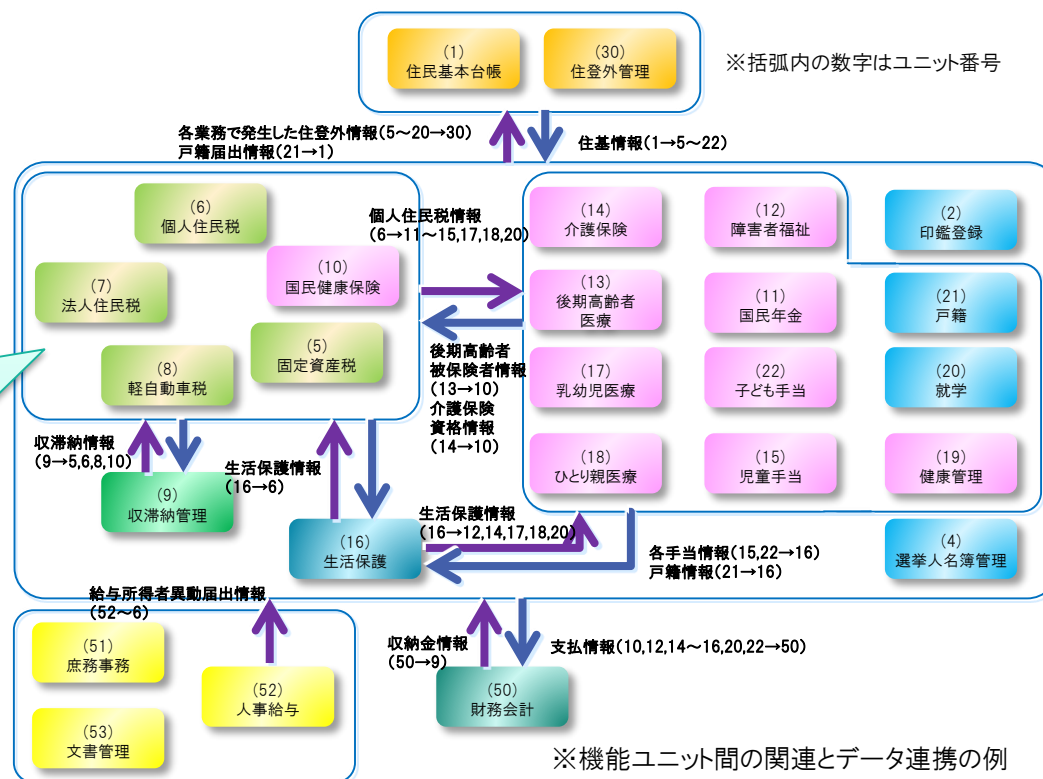 (1)
住民基本台帳
(30)
住登外管理
※括弧内の数字はユニット番号
各業務で発生した住登外情報(5～20→30)
戸籍届出情報(21→1)
住基情報(1→5～22)
(6)
個人住民税
(7)
法人住民税
(10)
国民健康保険
(5)
固定資産税
(8)
軽自動車税
個人住民税情報
(6→11～15,17,18,20)
後期高齢者
被保険者情報
(13→10)
介護保険
資格情報
(14→10)
(14)
介護保険
(12)
障害者福祉
(2)
印鑑登録
(13)
後期高齢者
医療
(11)
国民年金
(21)
戸籍
(17)
乳幼児医療
(22)
子ども手当
(20)
就学
(18)
ひとり親医療
(15)
児童手当
(19)
健康管理
(4)
選挙人名簿管理
収滞納情報
(9→5,6,8,10)
(9)
収滞納管理
生活保護情報
(16→6)
(16)
生活保護
生活保護情報
(16→12,14,17,18,20)
各手当情報(15,22→16)
戸籍情報(21→16)
給与所得者異動届出情報
(52～6)
(51)
庶務事務
(52)
人事給与
(53)
文書管理
収納金情報
(50→9)
支払情報(10,12,14～16,20,22→50)
(50)
財務会計
※機能ユニット間の関連とデータ連携の例